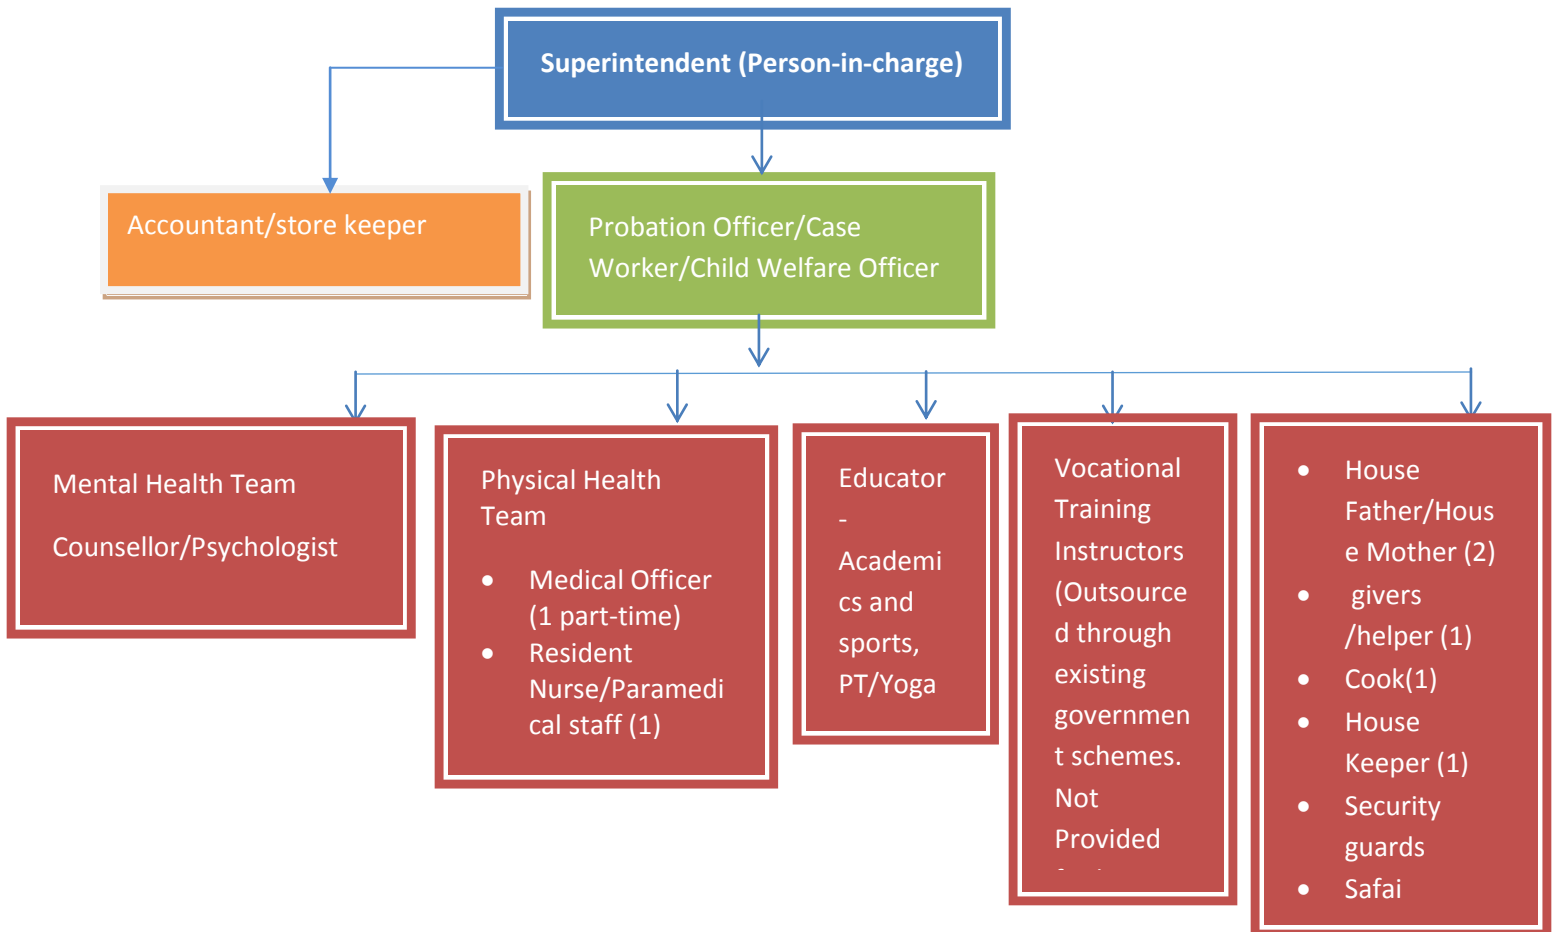 Superintendent (Person-in-charge)
Accountant/store keeper
Probation Officer/Case
Worker/Child Welfare Officer
Mental Health Team
Counsellor/Psychologist
Physical Health
Team
• Medical Officer
(1 part-time)
• Resident
Nurse/Paramedi
cal staff (1)
Educator
-
Academi
cs and
sports,
PT/Yoga
Vocational
Training
Instructors
(Outsource
d through
existing
governmen
t schemes.
Not
Provided
• House
Father/Hous
e Mother (2)
• givers
/helper (1)
• Cook(1)
• House
Keeper (1)
• Security
guards
• Safai